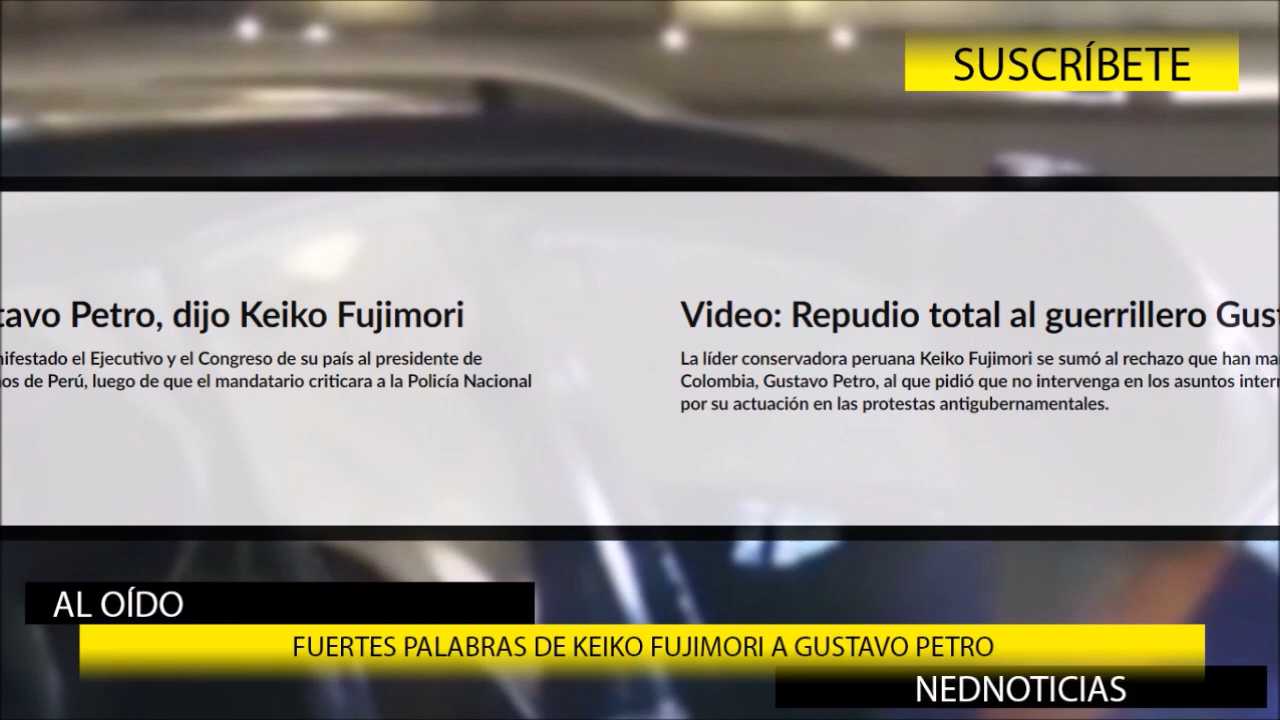 SUSCRÍBETE
tavo Petro, dijo Keiko Fujimori
nifestado el Ejecutivo y el Congreso de su país al presidente de
nos de Perú, luego de que el mandatario criticara a la Policía Nacional
Video: Repudio total al guerrillero Gust
La líder conservadora peruana Keiko Fujimori se sumó al rechazo que han ma
Colombia, Gustavo Petro, al que pidió que no intervenga en los asuntos intern
por su actuación en las protestas antigubernamentales.
AL OÍDO
FUERTES PALABRAS DE KEIKO FUJIMORI A GUSTAVO PETRO
NEDNOTICIAS